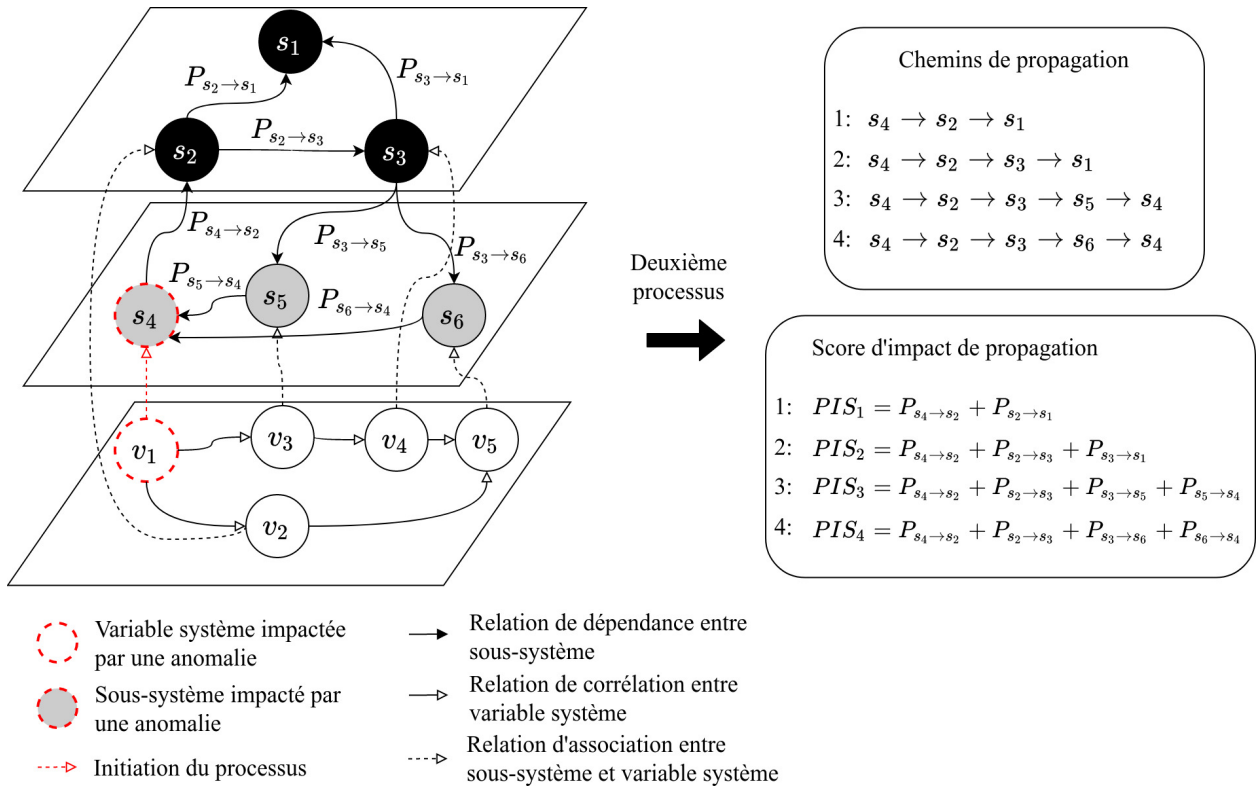 s₁
P_{s₂→s₁}
P_{s₃→s₁}
s₂
P_{s₂→s₃}
s₃
P_{s₄→s₂}
P_{s₃→s₅}
P_{s₃→s₆}
P_{s₅→s₄}
s₅
P_{s₆→s₄}
s₄
s₆
v₁
v₃
v₄
v₅
v₂
Deuxième
processus
Chemins de propagation
1: s₄ → s₂ → s₁
2: s₄ → s₂ → s₃ → s₁
3: s₄ → s₂ → s₃ → s₅ → s₄
4: s₄ → s₂ → s₃ → s₆ → s₄
Score d'impact de propagation
1: PIS₁ = P_{s₄→s₂} + P_{s₂→s₁}
2: PIS₂ = P_{s₄→s₂} + P_{s₂→s₃} + P_{s₃→s₁}
3: PIS₃ = P_{s₄→s₂} + P_{s₂→s₃} + P_{s₃→s₅} + P_{s₅→s₄}
4: PIS₄ = P_{s₄→s₂} + P_{s₂→s₃} + P_{s₃→s₆} + P_{s₆→s₄}
Variable système impactée
par une anomalie
Sous-système impacté par
une anomalie
Initiation du processus
Relation de dépendance entre
sous-système
Relation de corrélation entre
variable système
Relation d'association entre
sous-système et variable système